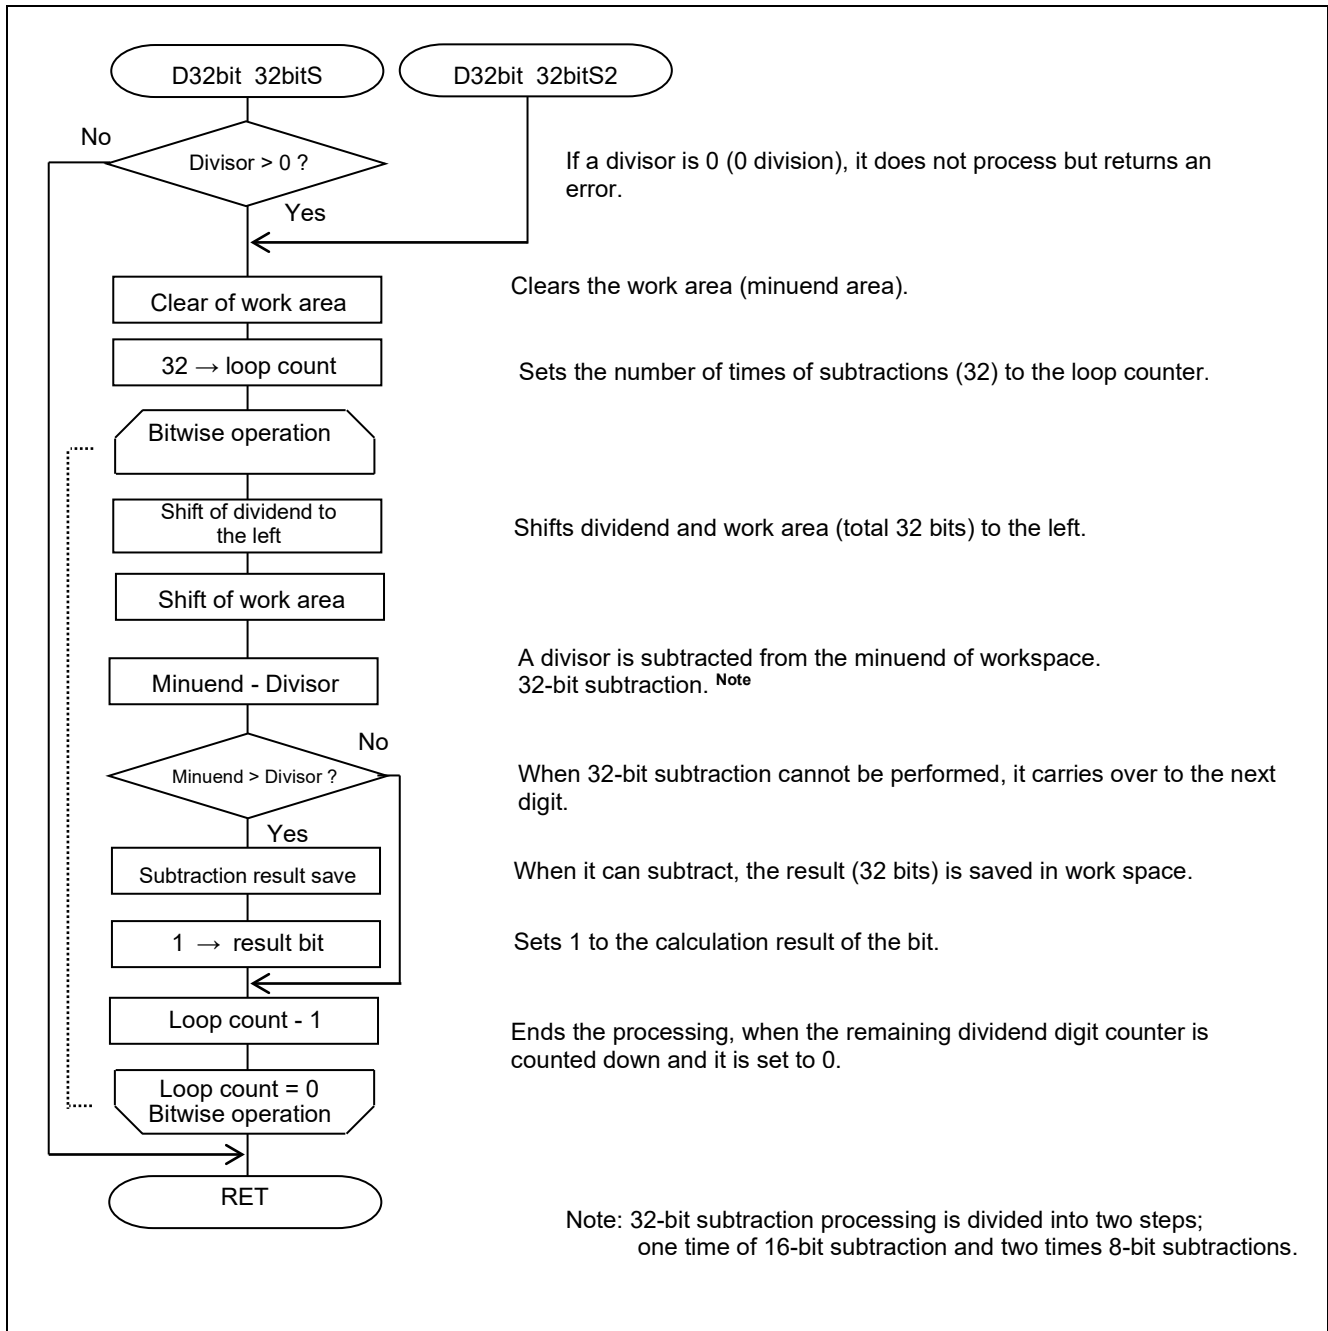 D32bit 32bitS
D32bit 32bitS2
No
Divisor > 0 ?
If a divisor is 0 (0 division), it does not process but returns an
error.
Yes
Clear of work area
Clears the work area (minuend area).
32 → loop count
Sets the number of times of subtractions (32) to the loop counter.
Bitwise operation
Shift of dividend to
the left
Shifts dividend and work area (total 32 bits) to the left.
Shift of work area
Minuend - Divisor
A divisor is subtracted from the minuend of workspace.
32-bit subtraction. Note
No
Minuend > Divisor ?
When 32-bit subtraction cannot be performed, it carries over to the next
digit.
Yes
Subtraction result save
When it can subtract, the result (32 bits) is saved in work space.
1 → result bit
Sets 1 to the calculation result of the bit.
Loop count - 1
Ends the processing, when the remaining dividend digit counter is
counted down and it is set to 0.
Loop count = 0
Bitwise operation
RET
Note: 32-bit subtraction processing is divided into two steps;
one time of 16-bit subtraction and two times 8-bit subtractions.